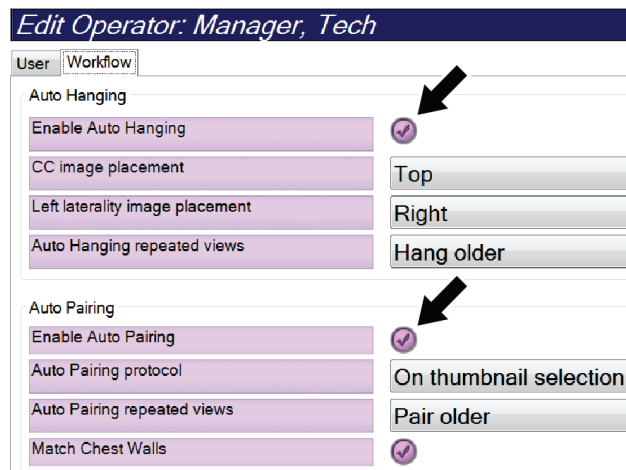 Edit Operator: Manager, Tech
User Workflow
Auto Hanging
Enable Auto Hanging
CC image placement Top
Left laterality image placement Right
Auto Hanging repeated views Hang older
Auto Pairing
Enable Auto Pairing
Auto Pairing protocol On thumbnail selection
Auto Pairing repeated views Pair older
Match Chest Walls